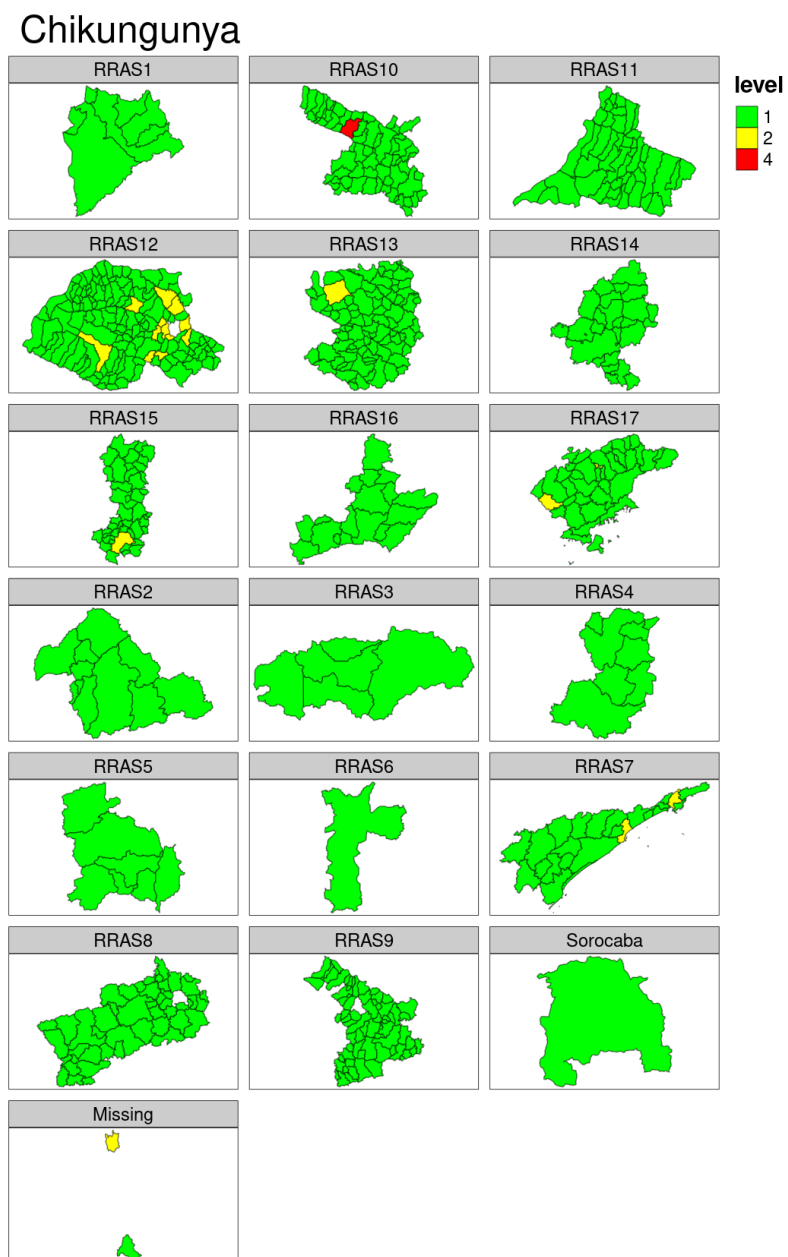 Chikungunya
RRAS1
RRAS10
RRAS11
level
1
2
4
RRAS12
RRAS13
RRAS14
RRAS15
RRAS16
RRAS17
RRAS2
RRAS3
RRAS4
RRAS5
RRAS6
RRAS7
RRAS8
RRAS9
Sorocaba
Missing